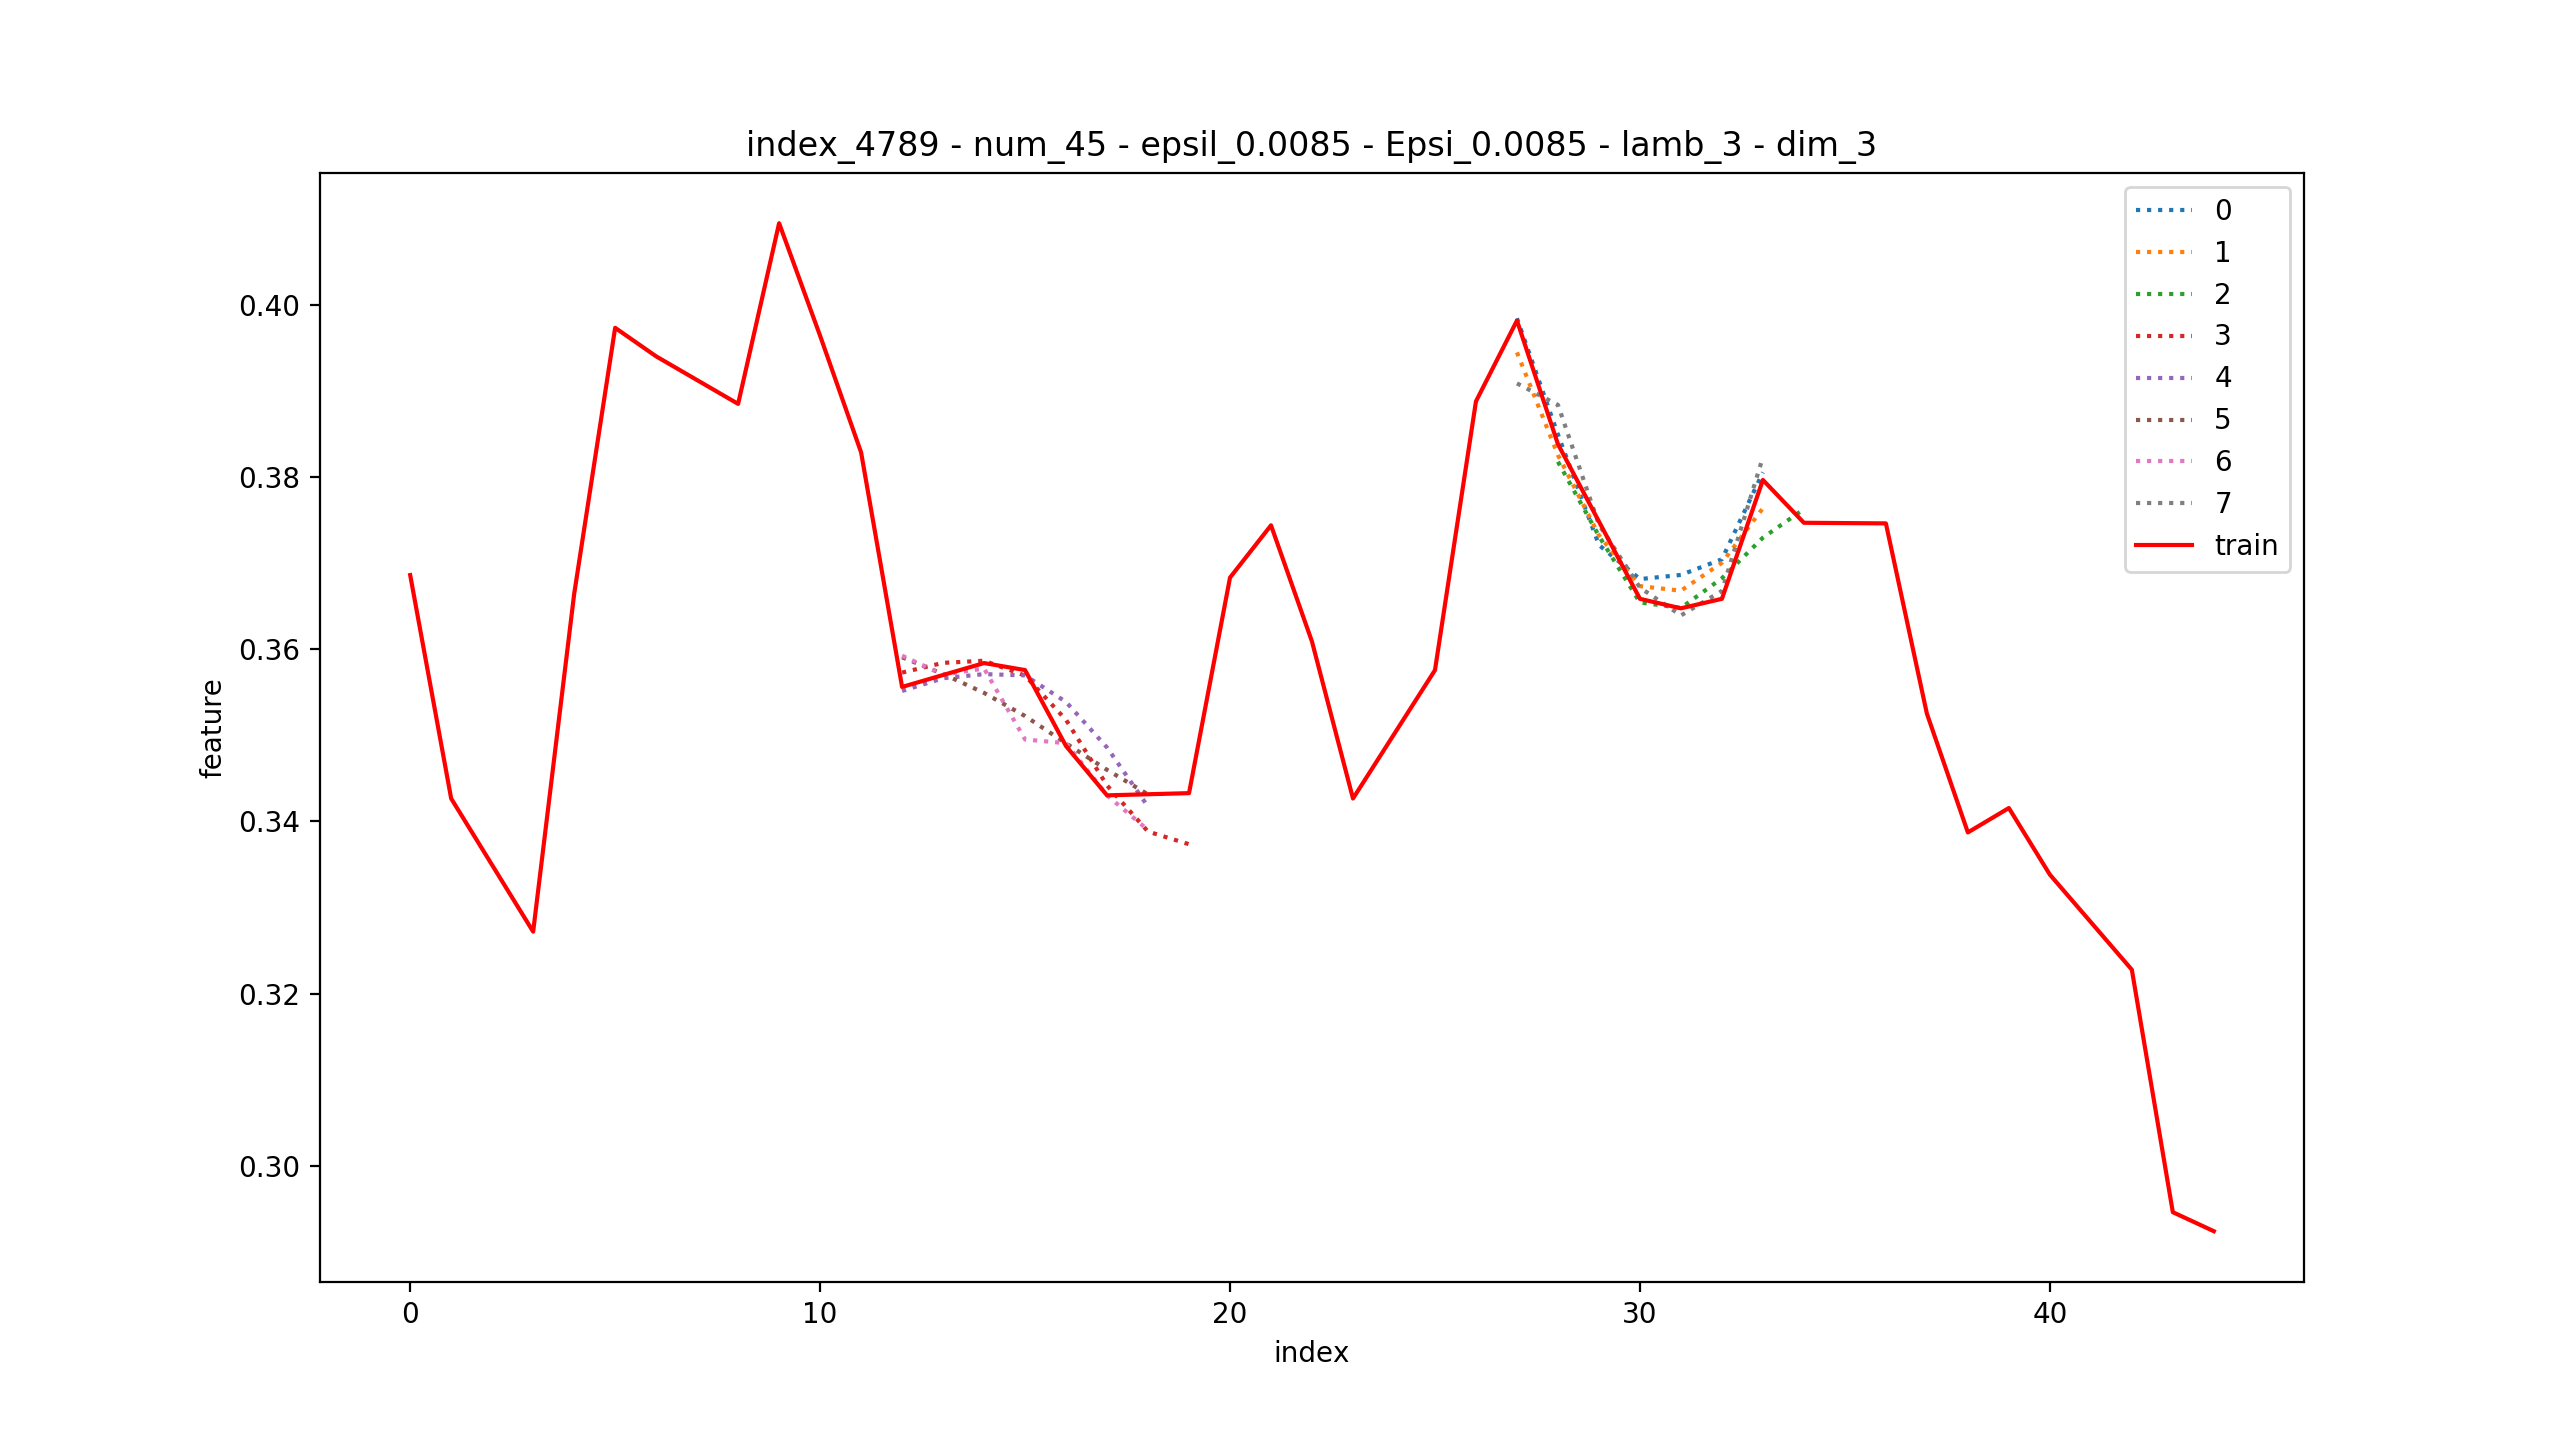 index_4789 - num_45 - epsil_0.0085 - Epsi_0.0085 - lamb_3 - dim_3
0
1
2
3
4
5
6
7
train
0.40
0.38
0.36
0.34
0.32
0.30
feature
0 10 20 30 40
index